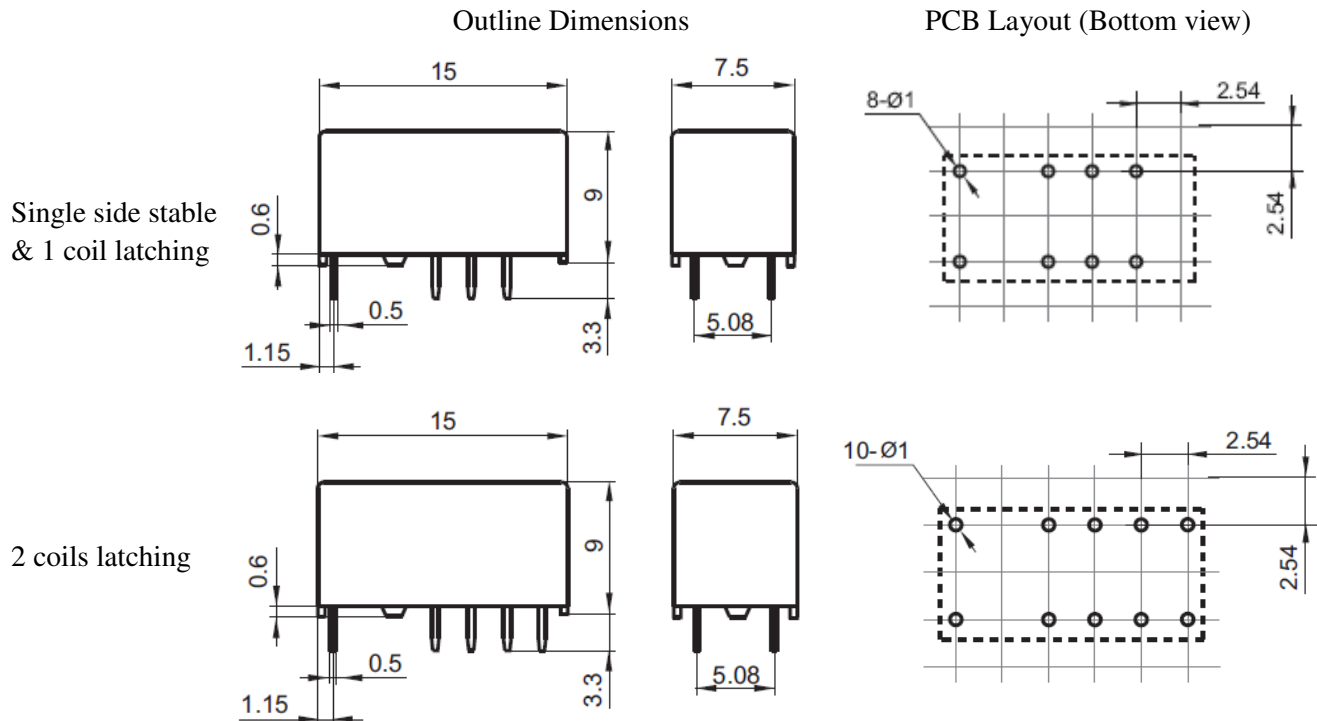 Outline Dimensions
PCB Layout (Bottom view)
15
7.5
8-Ø1
2.54
Single side stable
& 1 coil latching
0.6
9
2.54
0.5
5.08
3.3
1.15
15
7.5
10-Ø1
2.54
2 coils latching
0.6
9
2.54
0.5
5.08
3.3
1.15